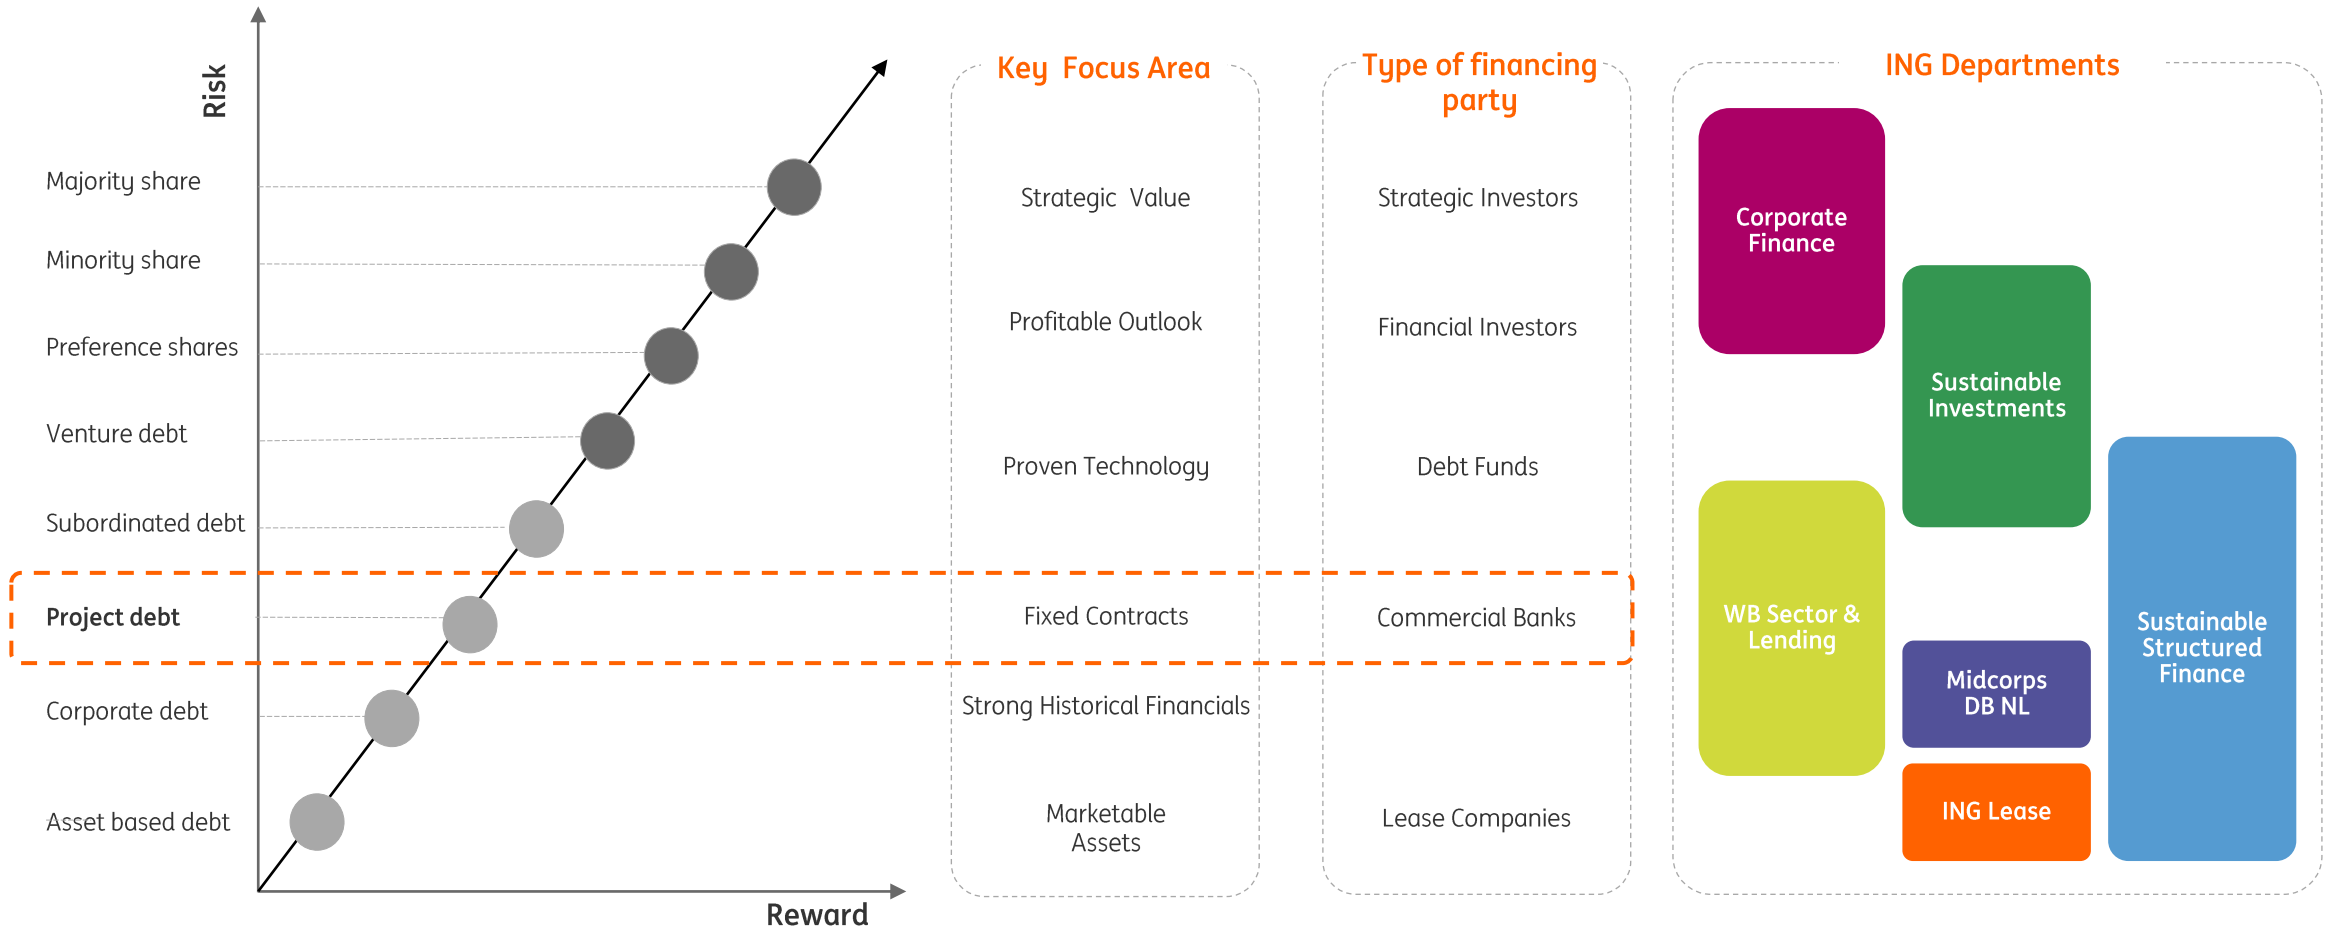 Risk
Majority share
Minority share
Preference shares
Venture debt
Subordinated debt
Project debt
Corporate debt
Asset based debt
Reward
Key Focus Area
Strategic Value
Profitable Outlook
Proven Technology
Fixed Contracts
Strong Historical Financials
Marketable
Assets
Type of financing
party
Strategic Investors
Financial Investors
Debt Funds
Commercial Banks
Lease Companies
ING Departments
Corporate
Finance
Sustainable
Investments
WB Sector &
Lending
Midcorps
DB NL
ING Lease
Sustainable
Structured
Finance